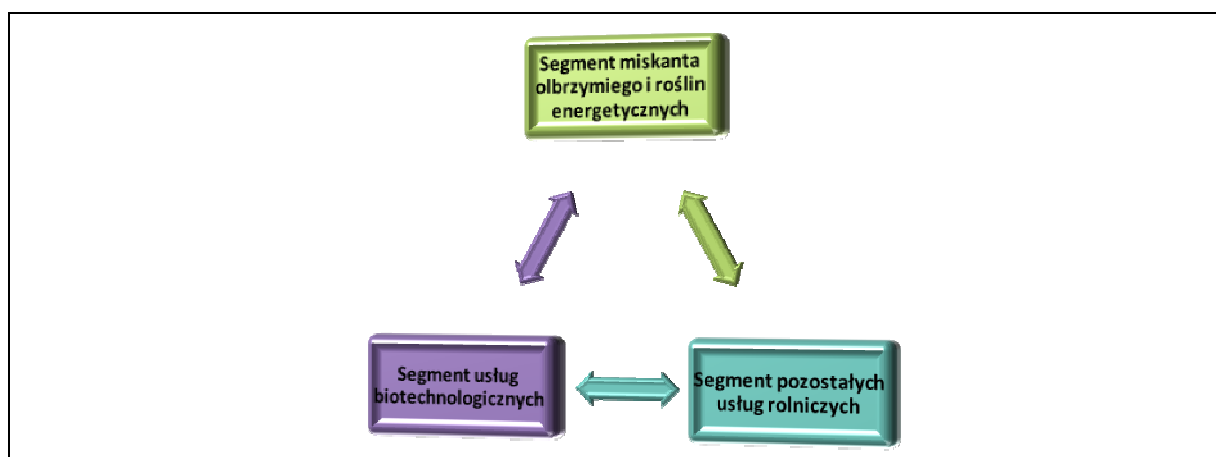 Segment miskanta
olbrzymiego i roślin
energetycznych
Segment usług
biotechnologicznych
Segment pozostałych
usług rolniczych